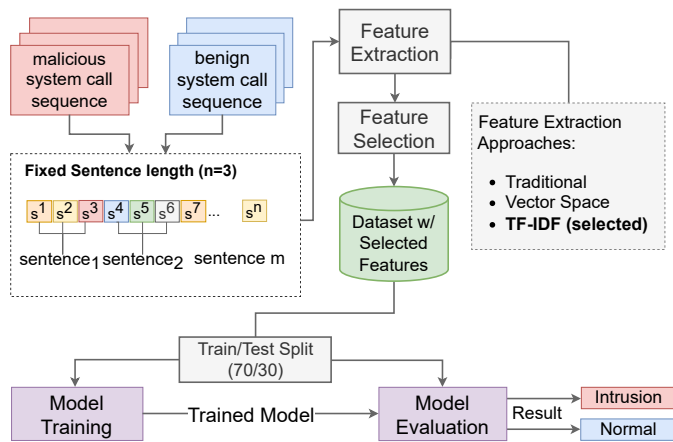 malicious
system call
sequence
benign
system call
sequence
Fixed Sentence length (n=3)
s1 s2 s3 s4 s5 s6 s7 ... sn
sentence1 sentence2 sentence m
Feature
Extraction
Feature
Selection
Dataset w/
Selected
Features
Feature Extraction
Approaches:
• Traditional
• Vector Space
• TF-IDF (selected)
Train/Test Split
(70/30)
Model
Training
Trained Model
Model
Evaluation
Result
Intrusion
Normal